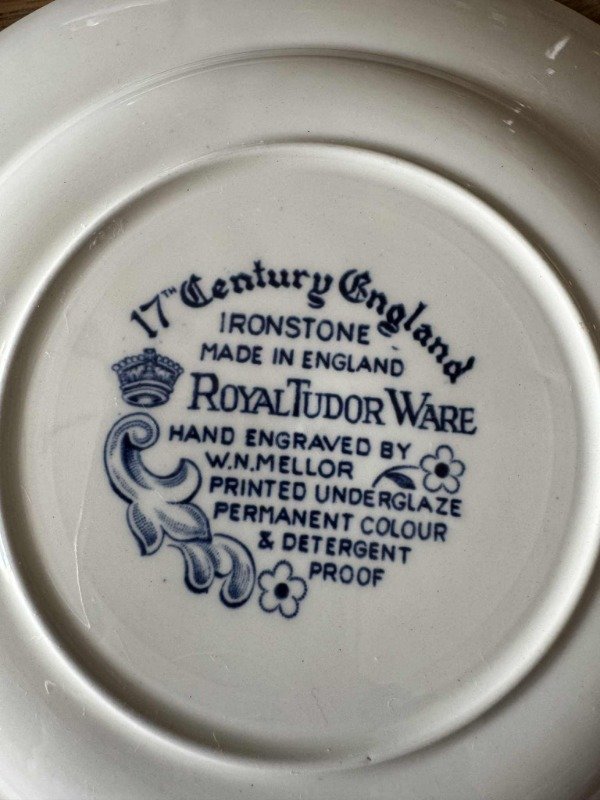 17TH Century England
IRONSTONE
MADE IN ENGLAND
ROYAL TUDOR WARE
HAND ENGRAVED BY
W.N.MELLOR
PRINTED UNDERGLAZE
PERMANENT COLOUR
& DETERGENT
PROOF